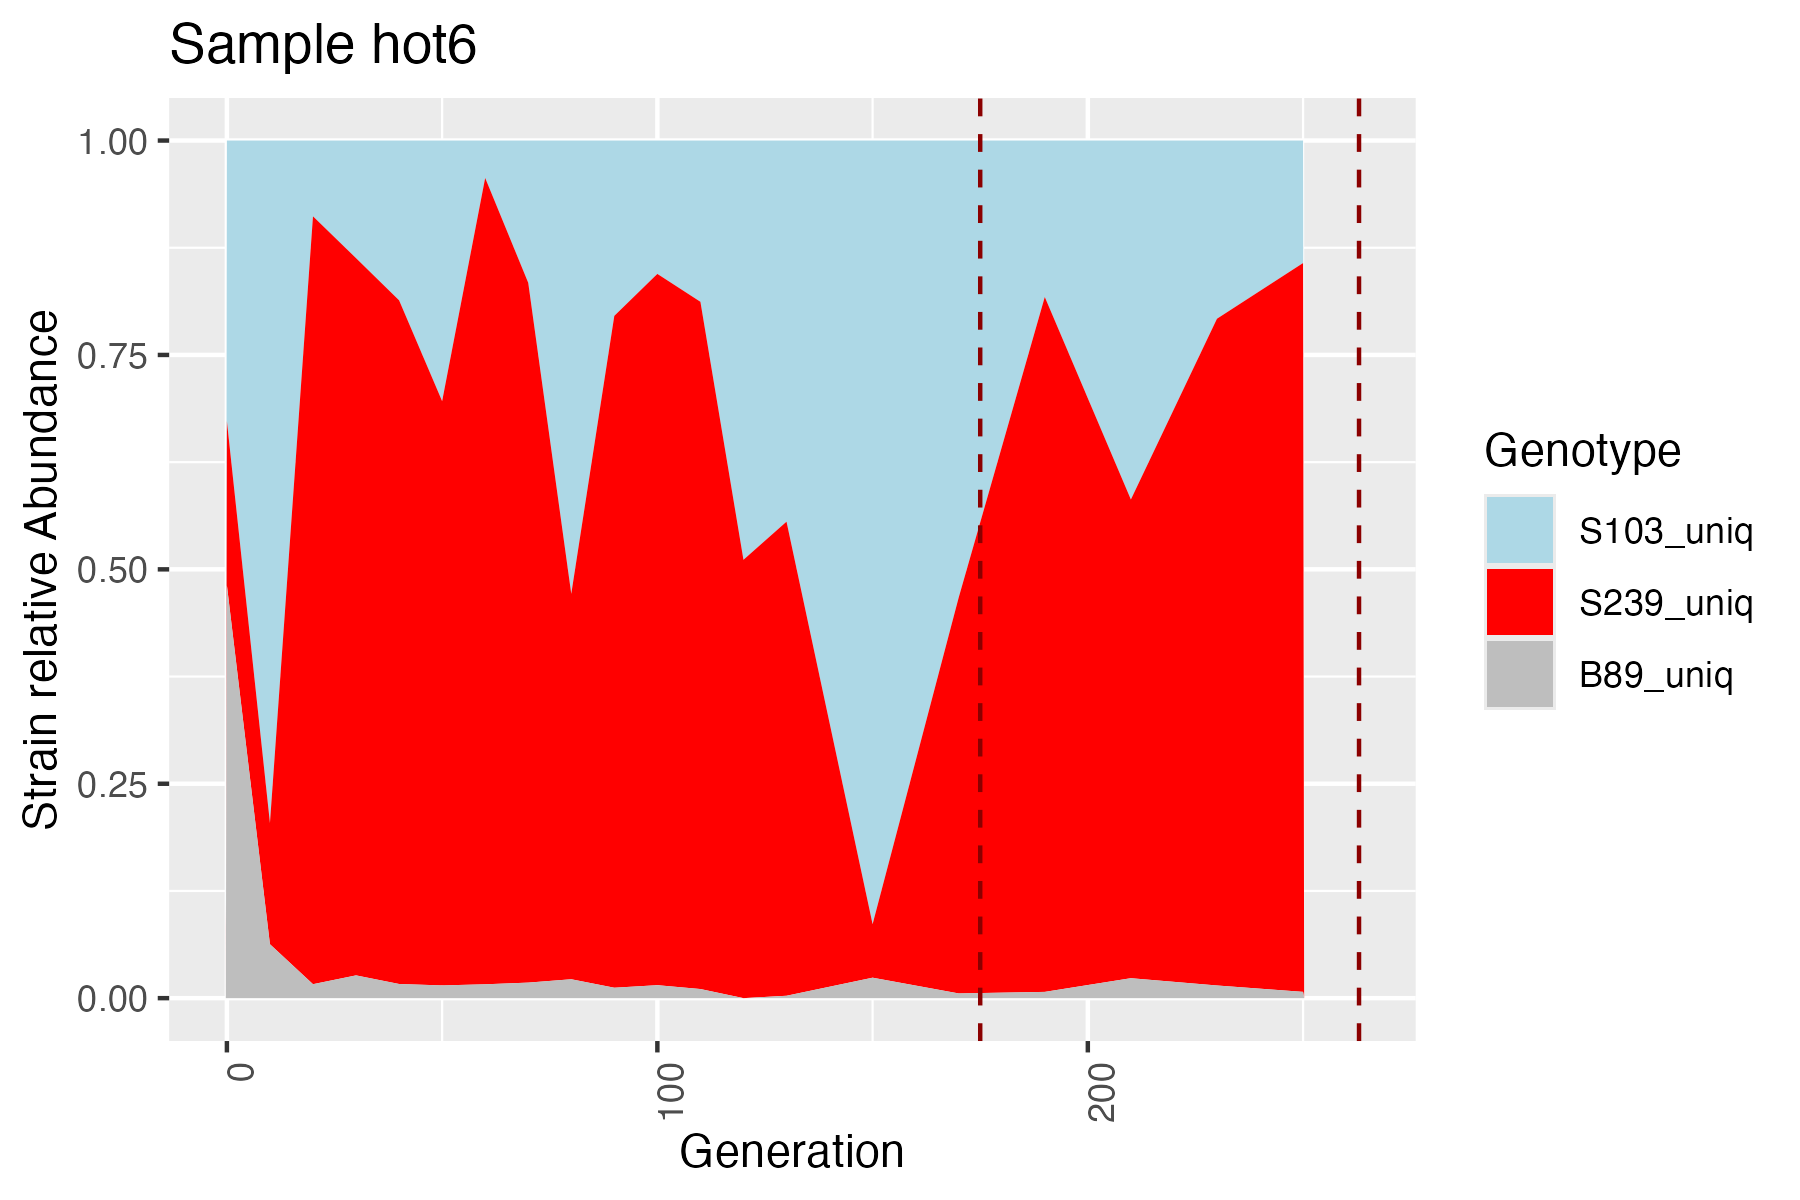 Sample hot6
Strain relative Abundance
1.00
0.75
0.50
0.25
0.00
0
100
200
Generation
Genotype
S103_uniq
S239_uniq
B89_uniq